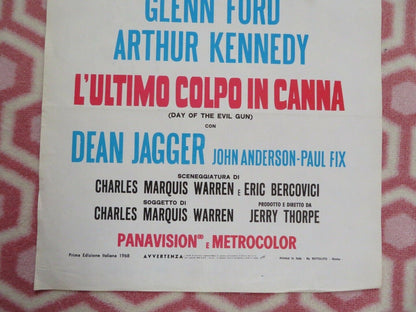 GLENN FORD
ARTHUR KENNEDY
L'ULTIMO COLPO IN CANNA
(DAY OF THE EVIL GUN)
CON
DEAN JAGGER JOHN ANDERSON-PAUL FIX
SCENEGGIATURA DI
CHARLES MARQUIS WARREN E ERIC BERCOVICI
SOGGETTO DI PRODOTTO E DIRETTO DA
CHARLES MARQUIS WARREN JERRY THORPE
PANAVISION® E METROCOLOR
Prima Edizione Italiana 1968 AVVERTENZA